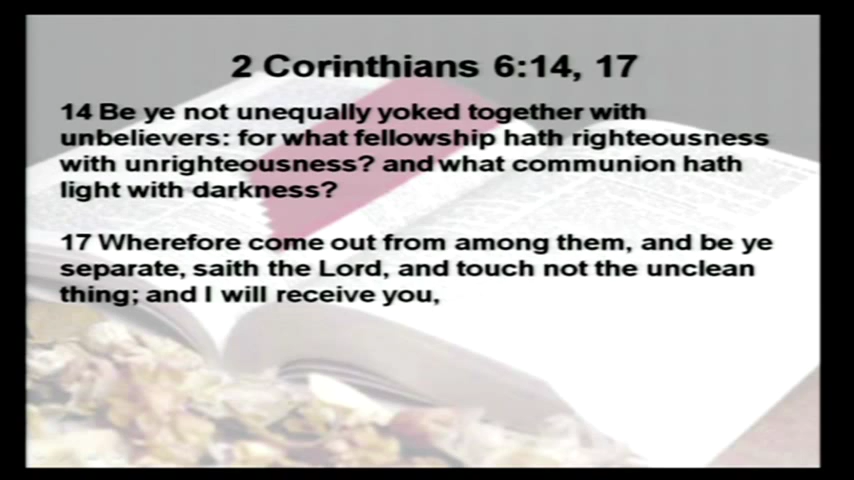 2 Corinthians 6:14, 17
14 Be ye not unequally yoked together with
unbelievers: for what fellowship hath righteousness
with unrighteousness? and what communion hath
light with darkness?
17 Wherefore come out from among them, and be ye
separate, saith the Lord, and touch not the unclean
thing; and I will receive you,